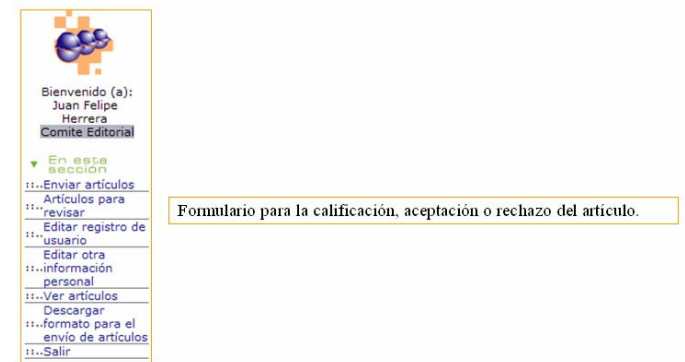 Bienvenido (a):
Juan Felipe
Herrera
Comite Editorial
En esta
sección
::..Enviar artículos
Artículos para
::..revisar
Editar registro de
::..usuario
Editar otra
::..información
personal
::..Ver artículos
Descargar
::..formato para el
envío de artículos
::..Salir
Formulario para la calificación, aceptación o rechazo del artículo.